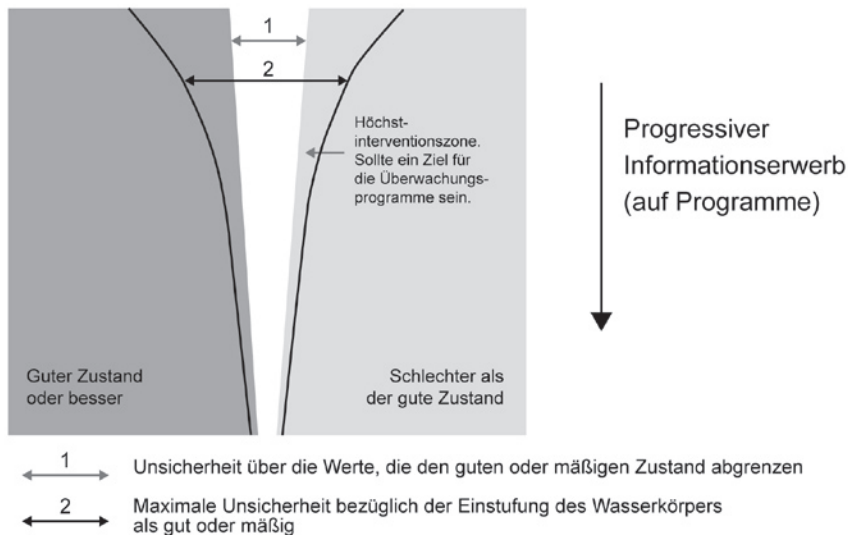 1
2
Höchst-
interventionszone.
Sollte ein Ziel für
die Überwachungs-
programme sein.
Guter Zustand
oder besser
Schlechter als
der gute Zustand
Progressiver
Informationserwerb
(auf Programme)
1 Unsicherheit über die Werte, die den guten oder mäßigen Zustand abgrenzen
2 Maximale Unsicherheit bezüglich der Einstufung des Wasserkörpers
als gut oder mäßig